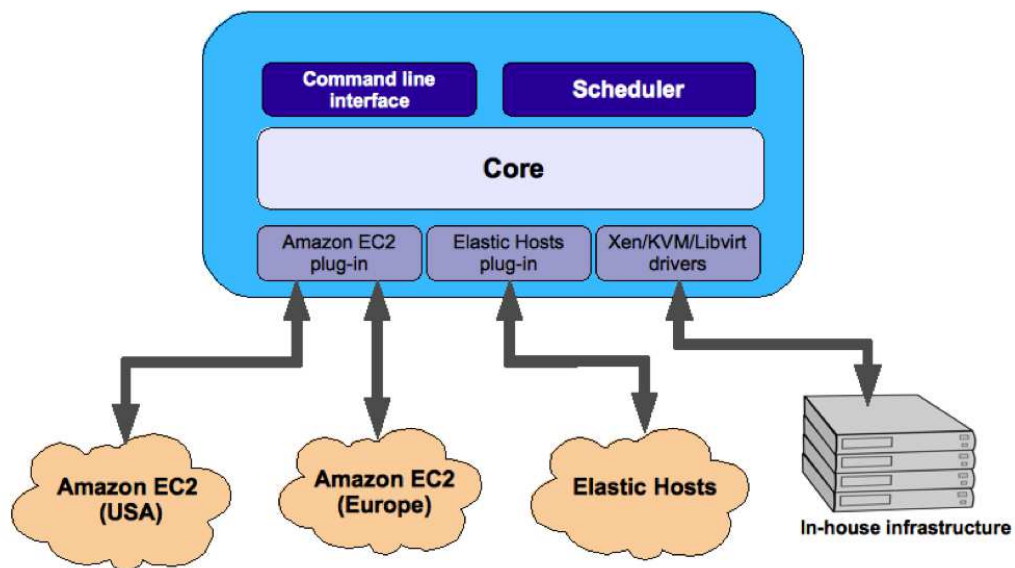 Command line
interface
Scheduler
Core
Amazon EC2
plug-in
Elastic Hosts
plug-in
Xen/KVM/Libvirt
drivers
Amazon EC2
(USA)
Amazon EC2
(Europe)
Elastic Hosts
In-house infrastructure